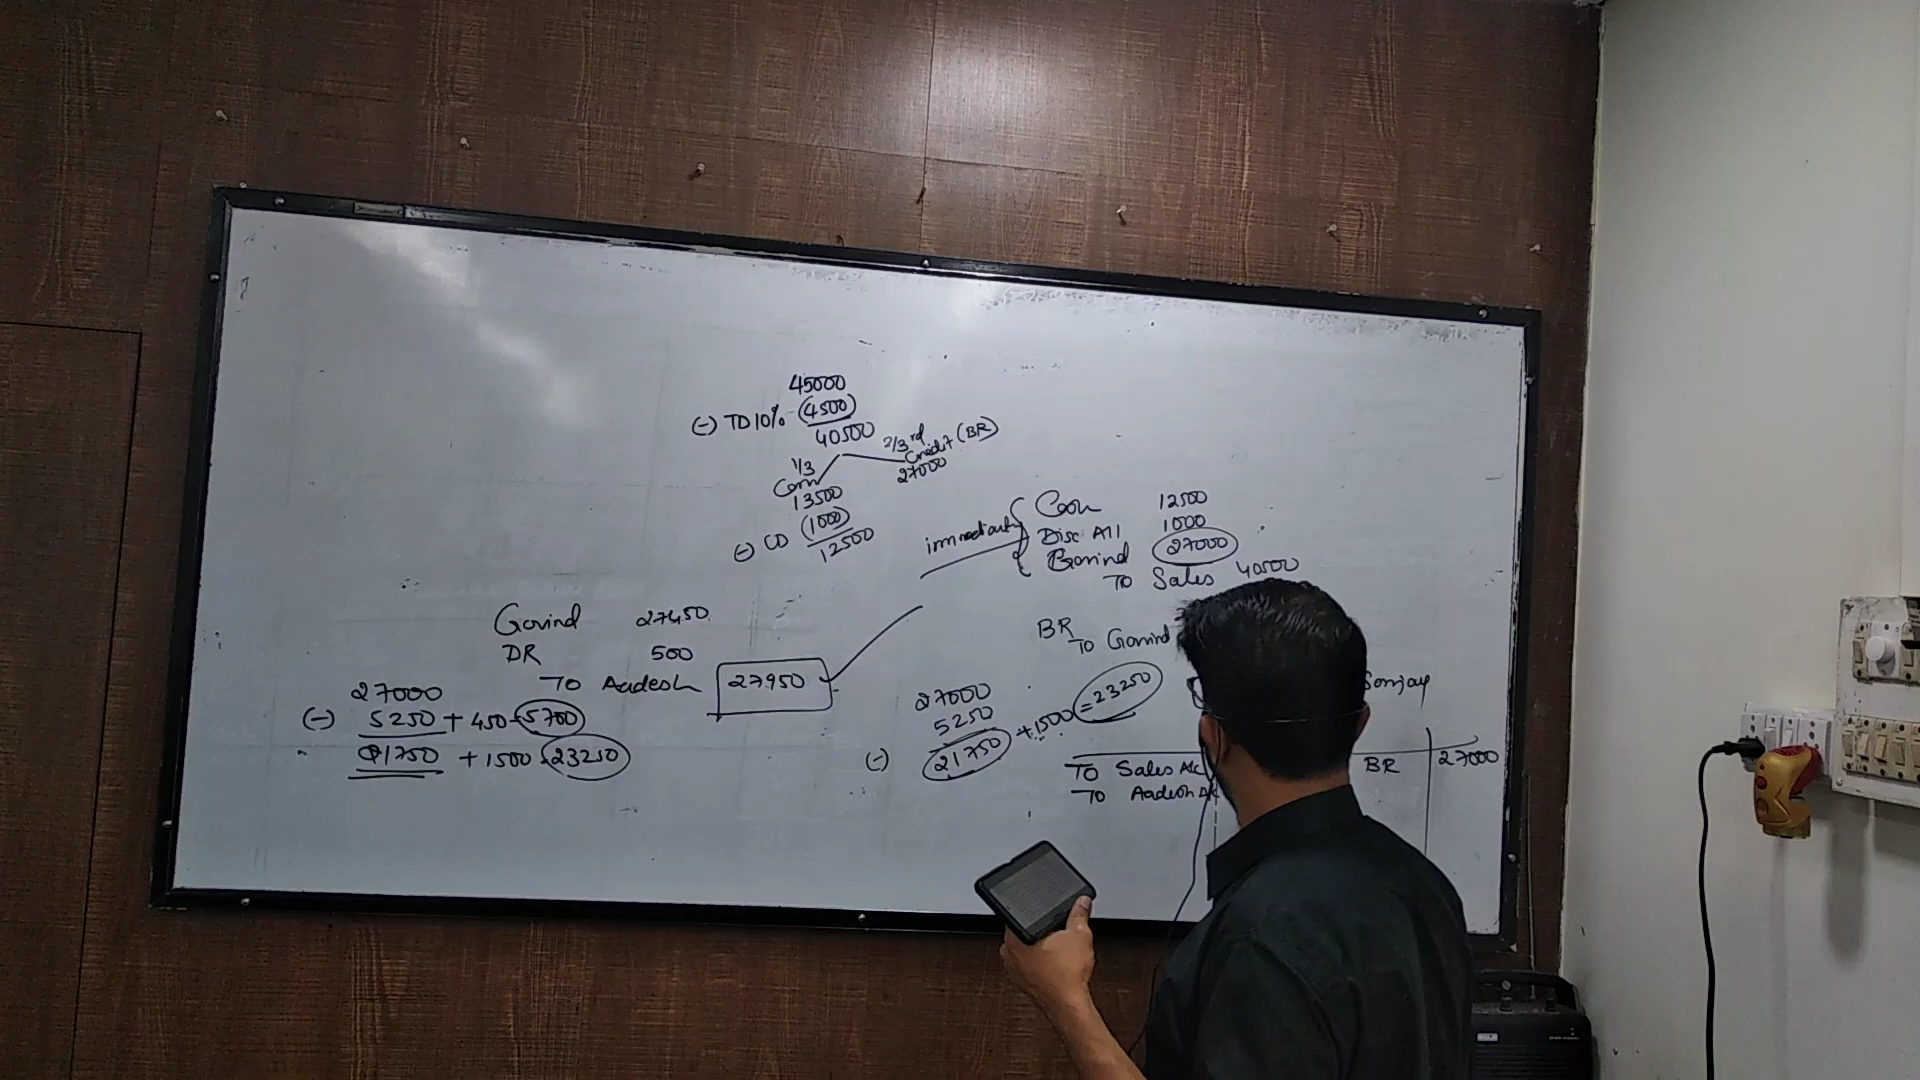 45000
(-) TD 10% (4500)
40500
1/3
2/3rd
Credit (BR)
27000
Cash
13500
(-) CD (1000)
12500
immediately
Cash 12500
Disc All 1000
Govind 27000
To Sales 40500
Govind 27450
DR 500
To Aadesh 27950
27000
(-) 5250 + 450 = 5700
21750 + 1500 = 23250
BR
To Govind
27000
5250
(-) 21750 + 1500 = 23250
Sanjay
To Sales A/c
BR 27000
To Aadesh A/c